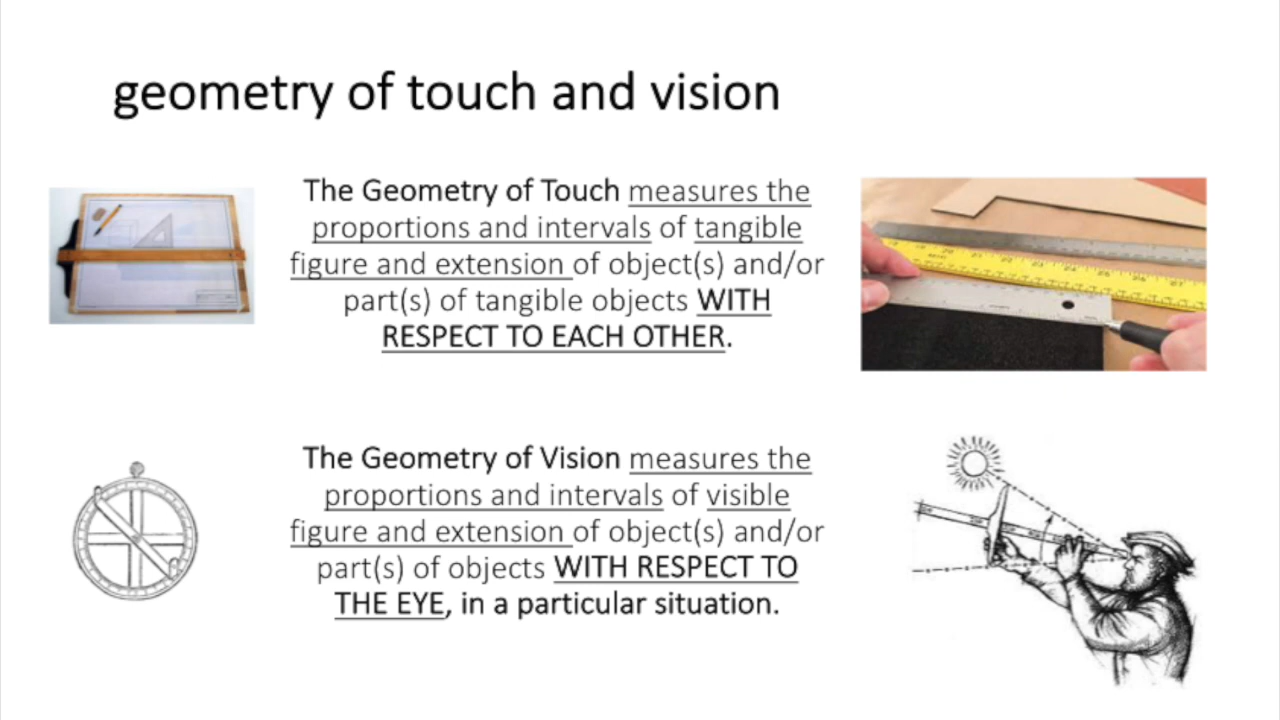 geometry of touch and vision
The Geometry of Touch measures the
proportions and intervals of tangible
figure and extension of object(s) and/or
part(s) of tangible objects WITH
RESPECT TO EACH OTHER.
The Geometry of Vision measures the
proportions and intervals of visible
figure and extension of object(s) and/or
part(s) of objects WITH RESPECT TO
THE EYE, in a particular situation.